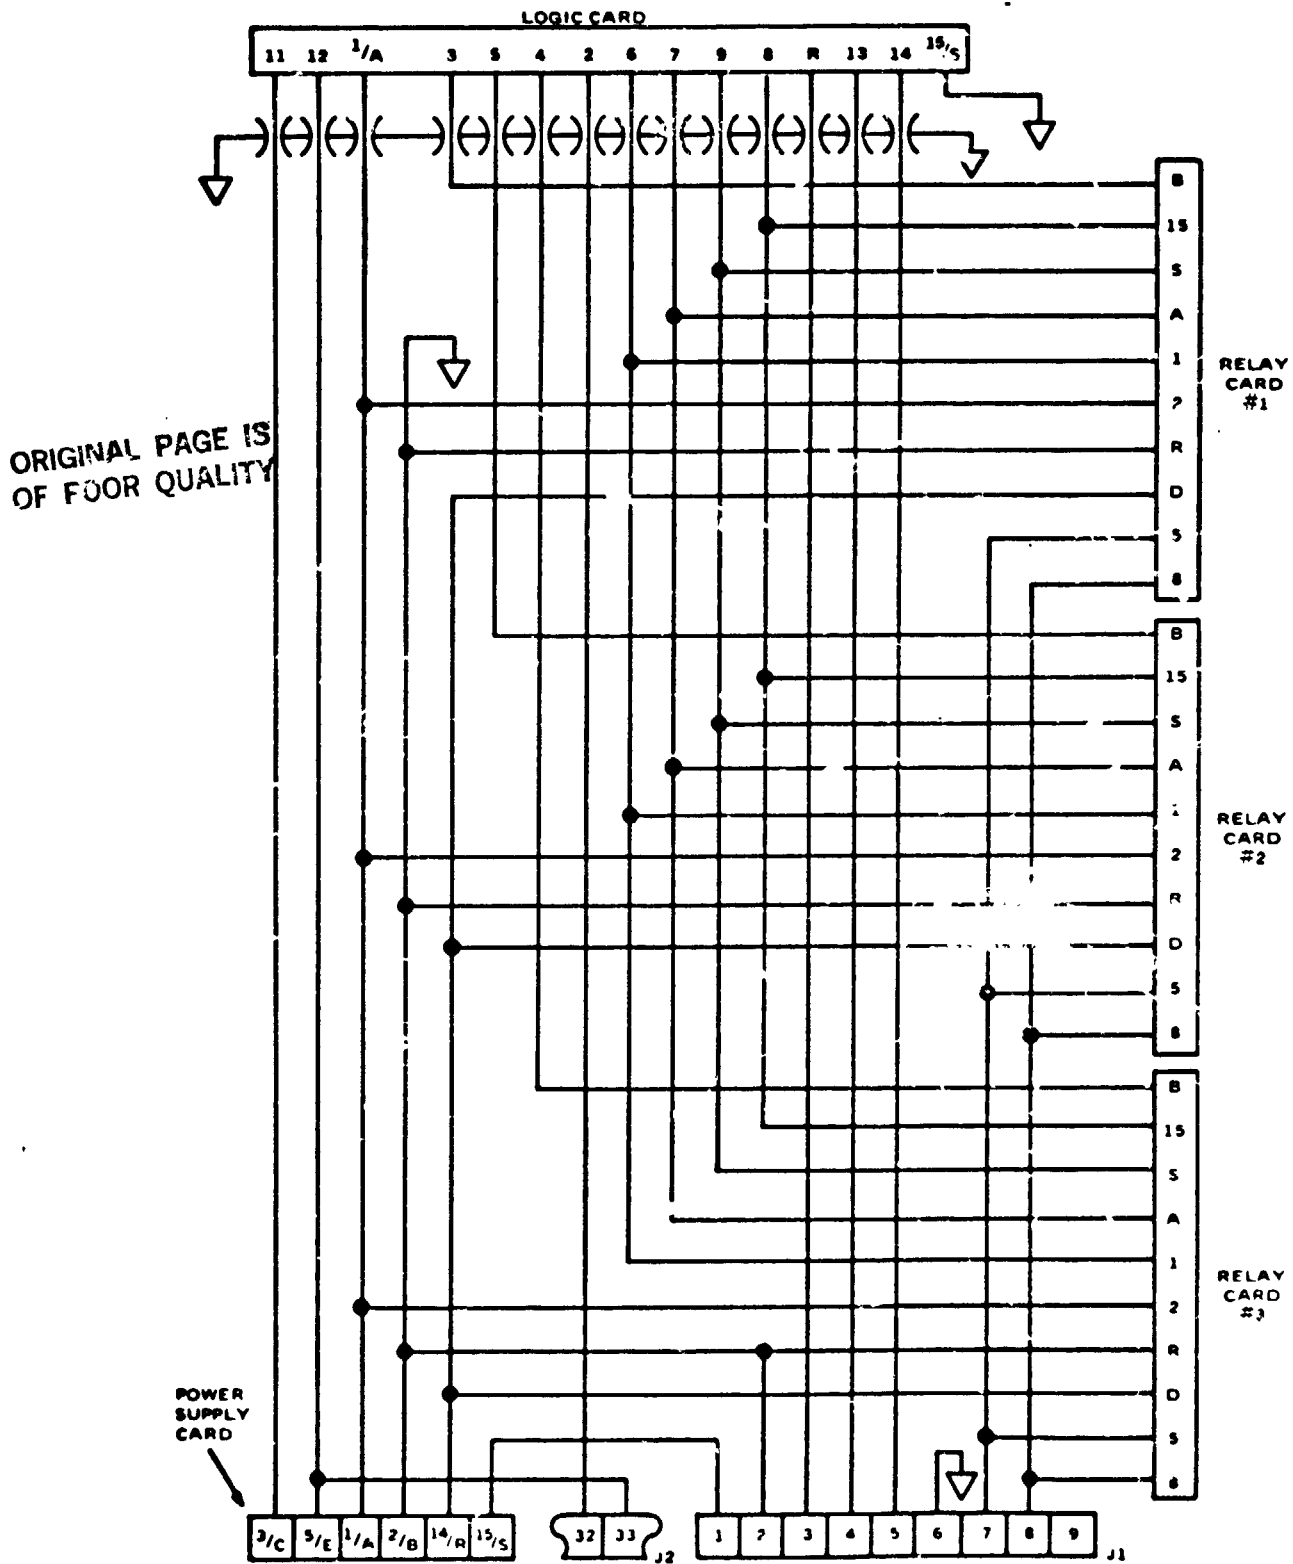 LOGIC CARD
11 12 1/A 3 5 4 2 6 7 9 8 R 13 14 15/S
B
15
S
A
1
RELAY
CARD
#1
2
R
D
5
8
ORIGINAL PAGE IS
OF POOR QUALITY
B
15
S
A
1
RELAY
CARD
#2
2
R
D
5
8
B
15
S
A
1
RELAY
CARD
#3
2
R
D
5
8
POWER
SUPPLY
CARD
3/C 5/E 1/A 2/B 14/R 15/S
32 33
J2
1 2 3 4 5 6 7 8 9
J1